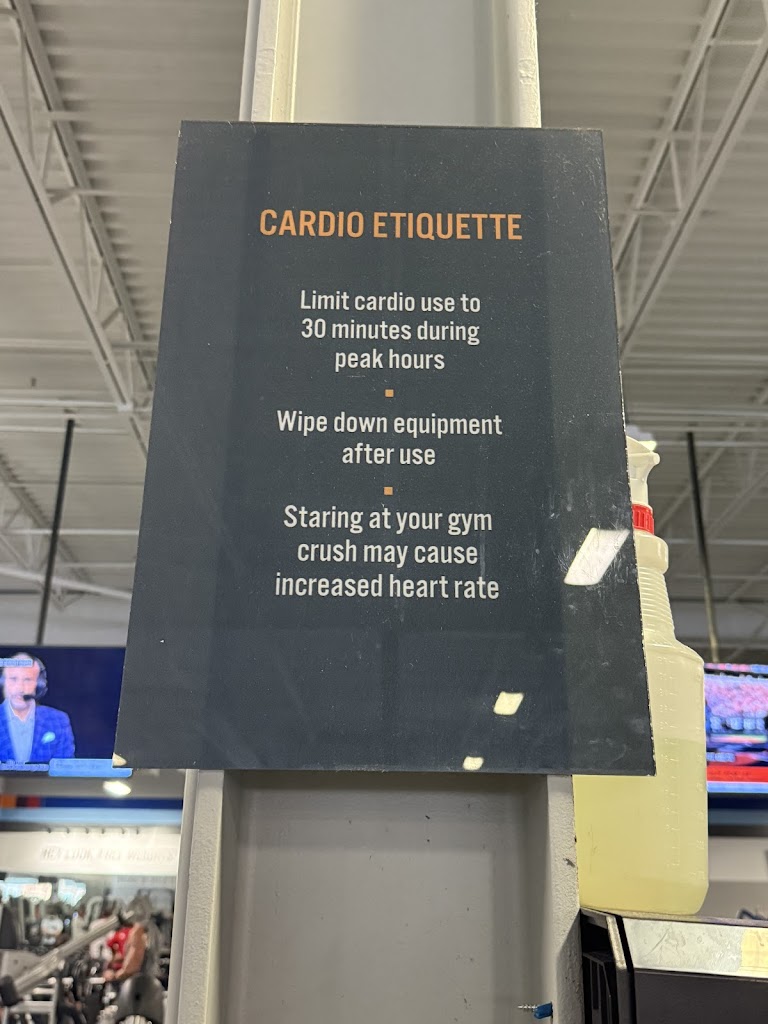 CARDIO ETIQUETTE
Limit cardio use to
30 minutes during
peak hours
Wipe down equipment
after use
Staring at your gym
crush may cause
increased heart rate